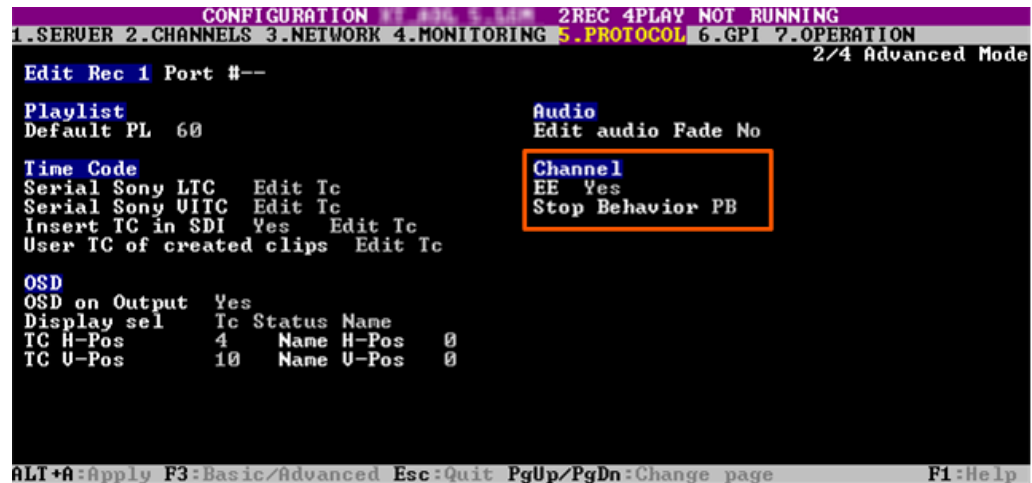 CONFIGURATION 2REC 4PLAY NOT RUNNING
1.SERVER 2.CHANNELS 3.NETWORK 4.MONITORING 5.PROTOCOL 6.GPI 7.OPERATION
2/4 Advanced Mode
Edit Rec 1 Port #--
Playlist
Default PL 60
Audio
Edit audio Fade No
Time Code
Serial Sony LTC Edit Tc
Serial Sony VITC Edit Tc
Insert TC in SDI Yes Edit Tc
User TC of created clips Edit Tc
Channel
EE Yes
Stop Behavior PB
OSD
OSD on Output Yes
Display sel Tc Status Name
TC H-Pos 4 Name H-Pos 0
TC V-Pos 10 Name V-Pos 0
ALT+A:Apply F3:Basic/Advanced Esc:Quit PgUp/PgDn:Change page F1:Help